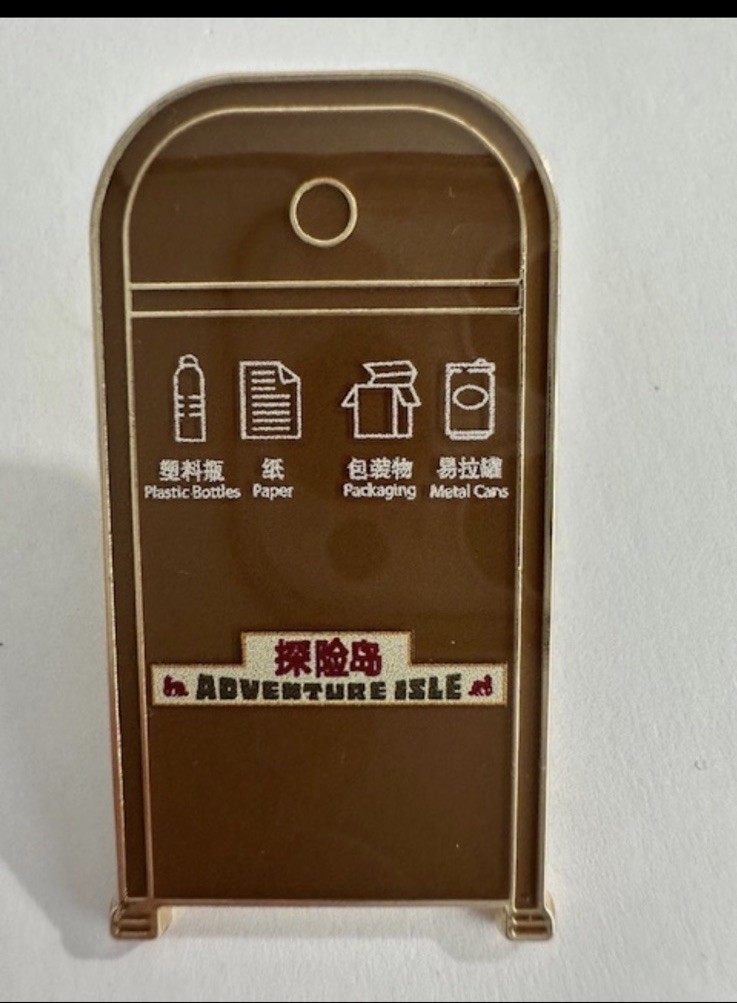 塑料瓶 纸 包装物 易拉罐
Plastic Bottles Paper Packaging Metal Cans
探险岛
ADVENTURE ISLE